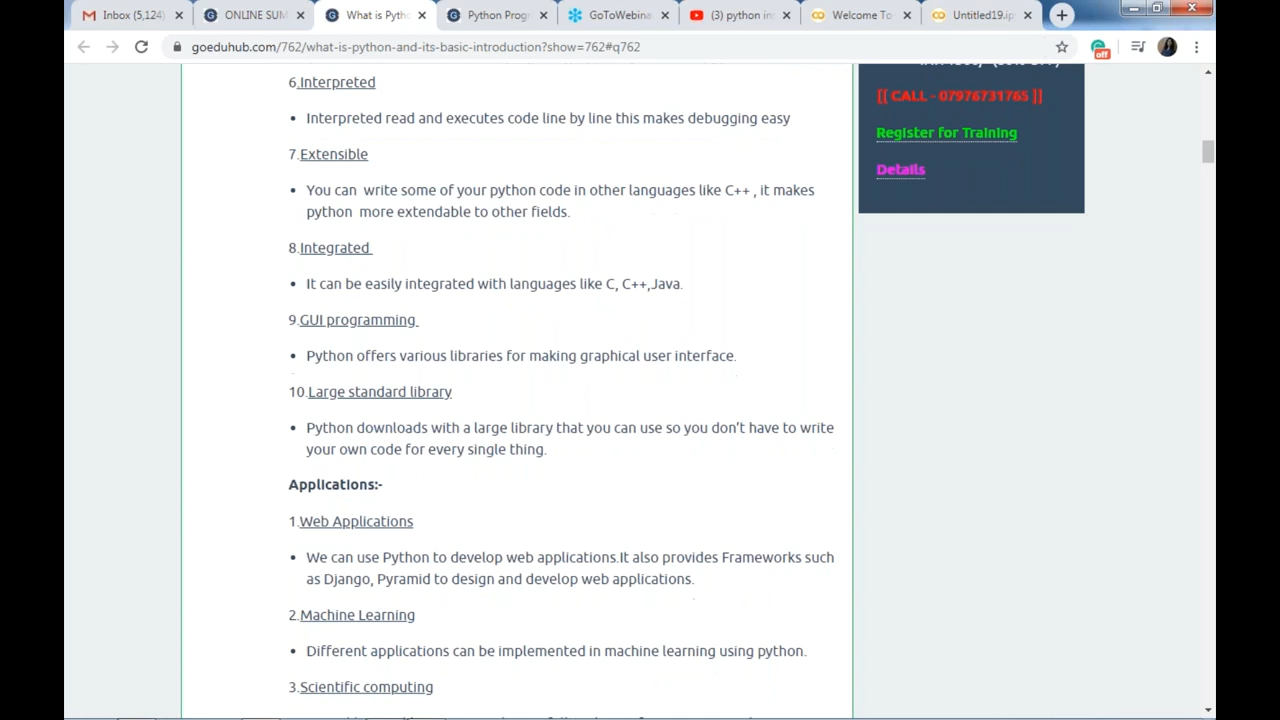 Inbox (5,124)
ONLINE SUM
What is Pyth
Python Prog
GoToWebina
(3) python in
Welcome To
Untitled19.ip
goeduhub.com/762/what-is-python-and-its-basic-introduction?show=762#q762
off
6.Interpreted
Interpreted read and executes code line by line this makes debugging easy
7.Extensible
You can write some of your python code in other languages like C++ , it makes
python more extendable to other fields.
8.Integrated
It can be easily integrated with languages like C, C++,Java.
9.GUI programming
Python offers various libraries for making graphical user interface.
10.Large standard library
Python downloads with a large library that you can use so you don't have to write
your own code for every single thing.
Applications:-
1.Web Applications
We can use Python to develop web applications.It also provides Frameworks such
as Django, Pyramid to design and develop web applications.
2.Machine Learning
Different applications can be implemented in machine learning using python.
3.Scientific computing
[[ CALL - 07976731765 ]]
Register for Training
Details